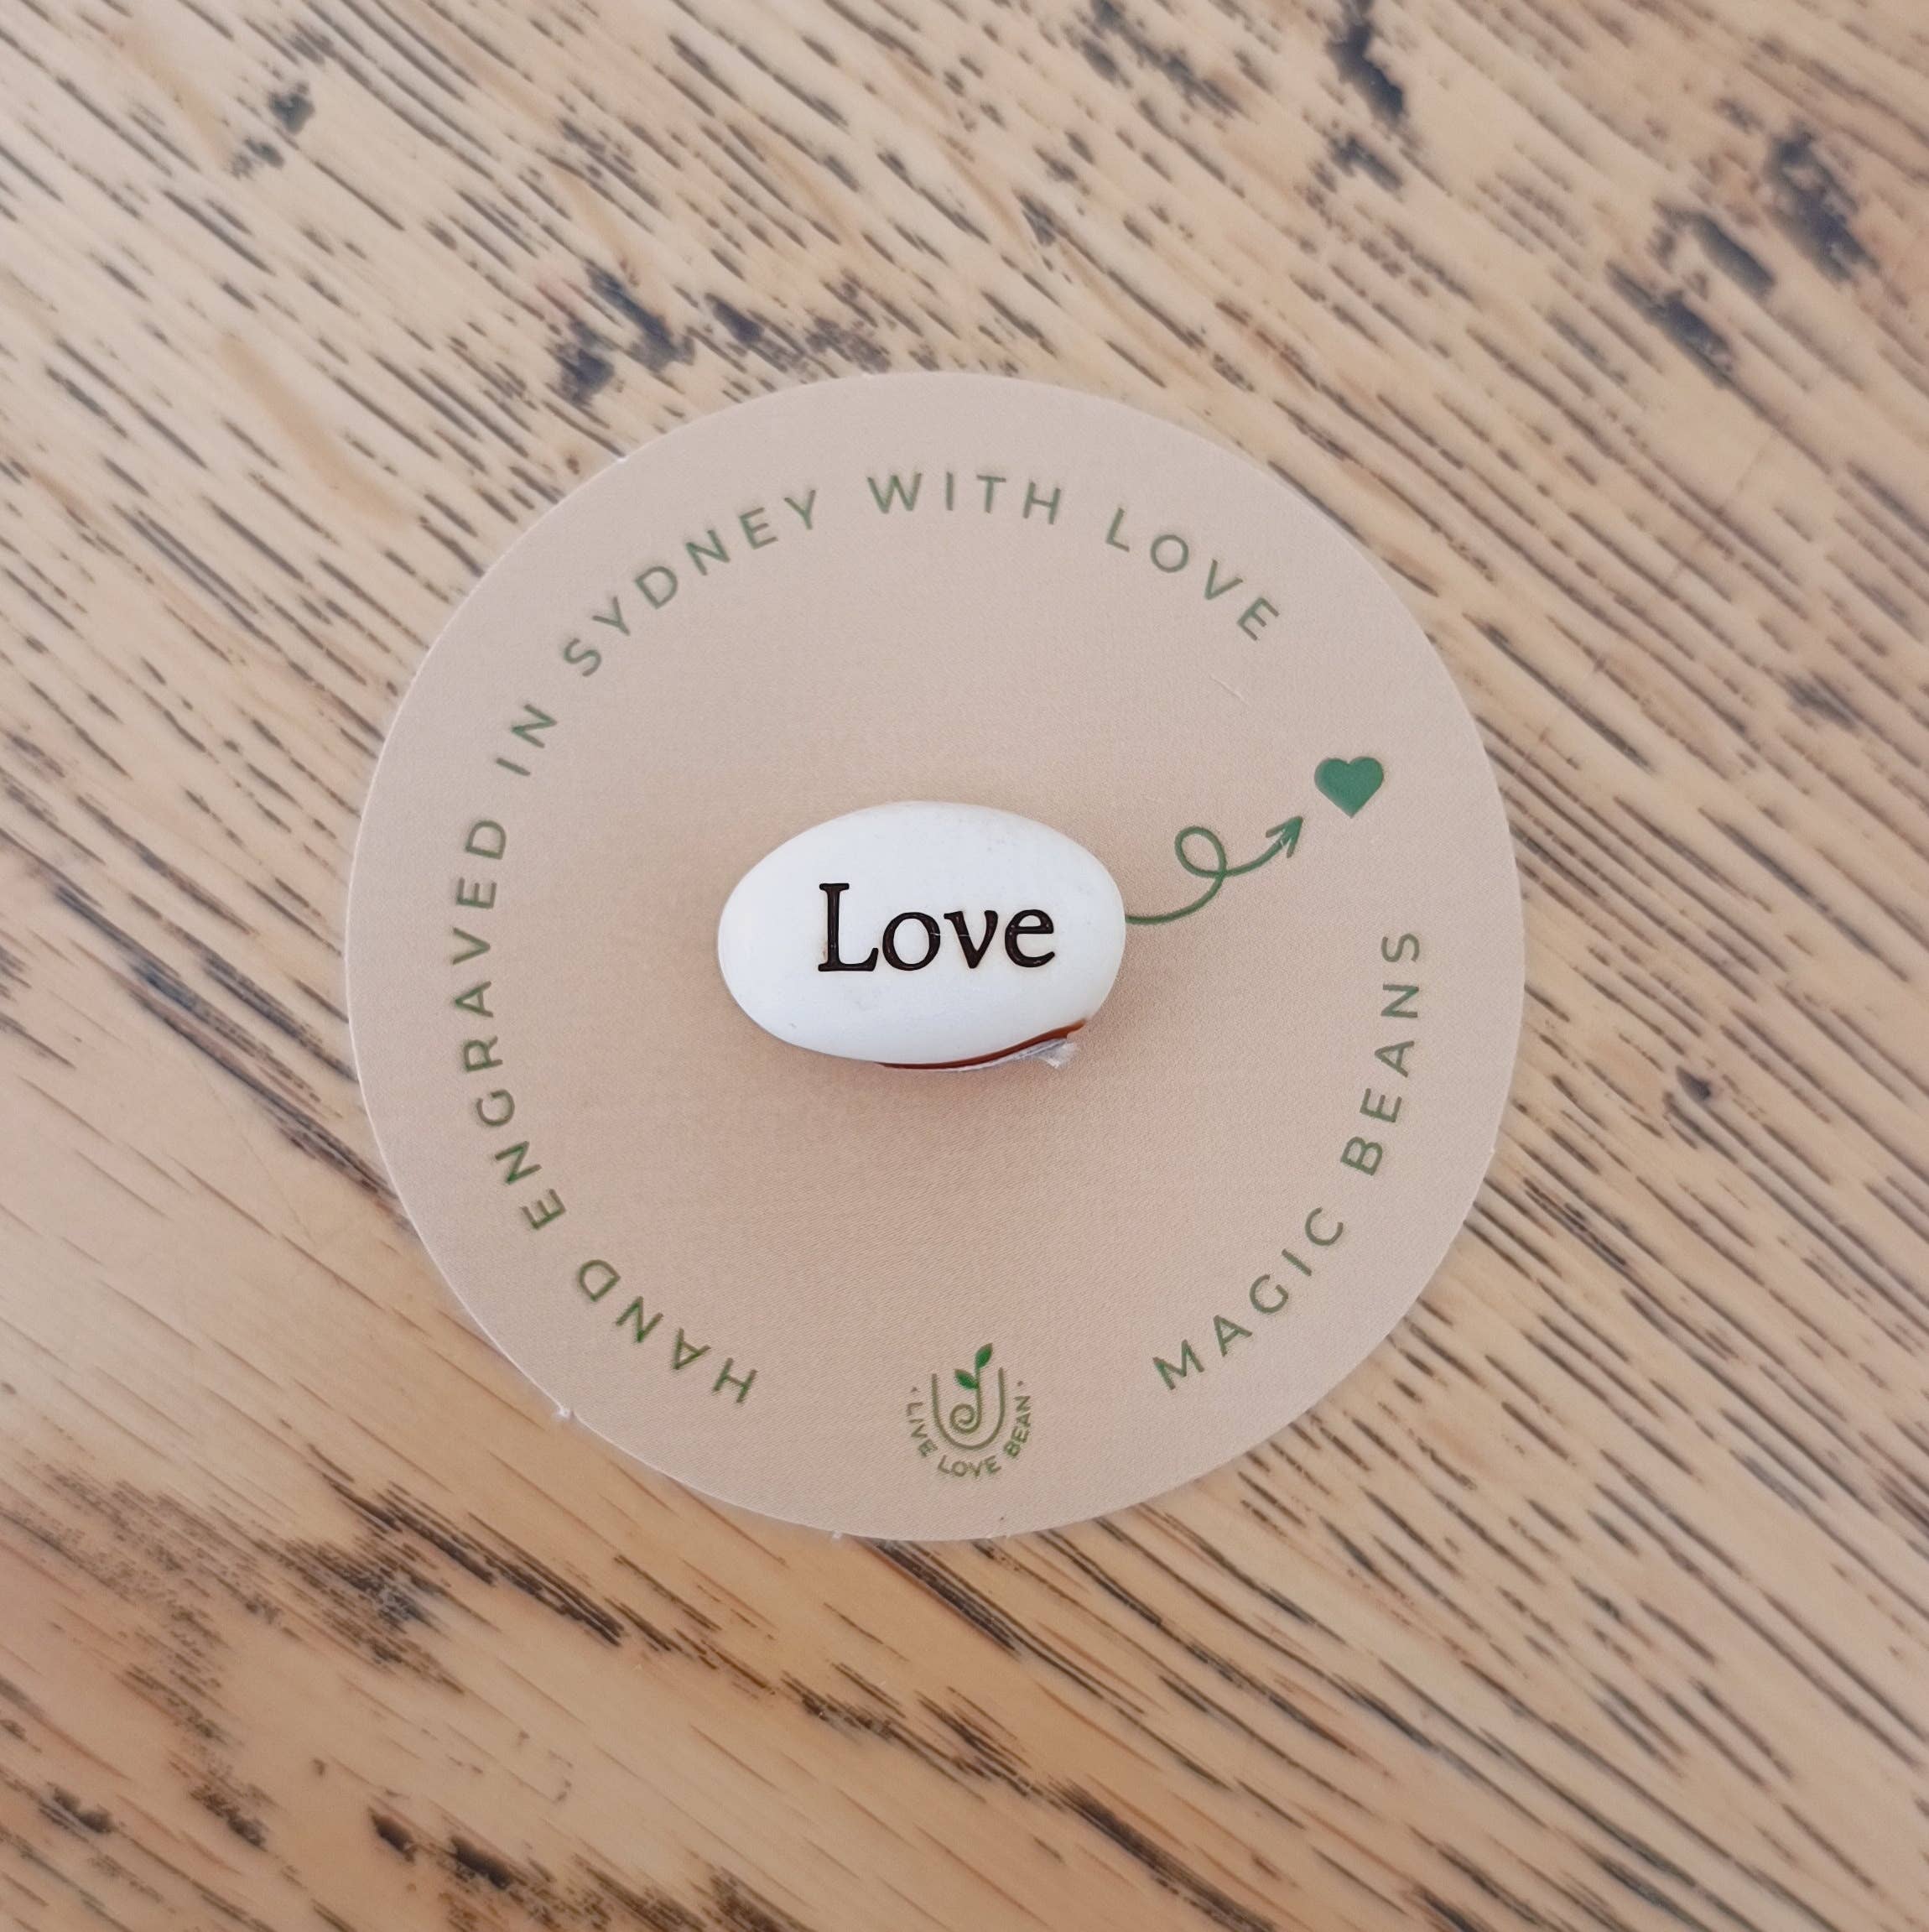 HAND ENGRAVED IN SYDNEY WITH LOVE
Love
MAGIC BEANS
· LIVE LOVE BEAN ·